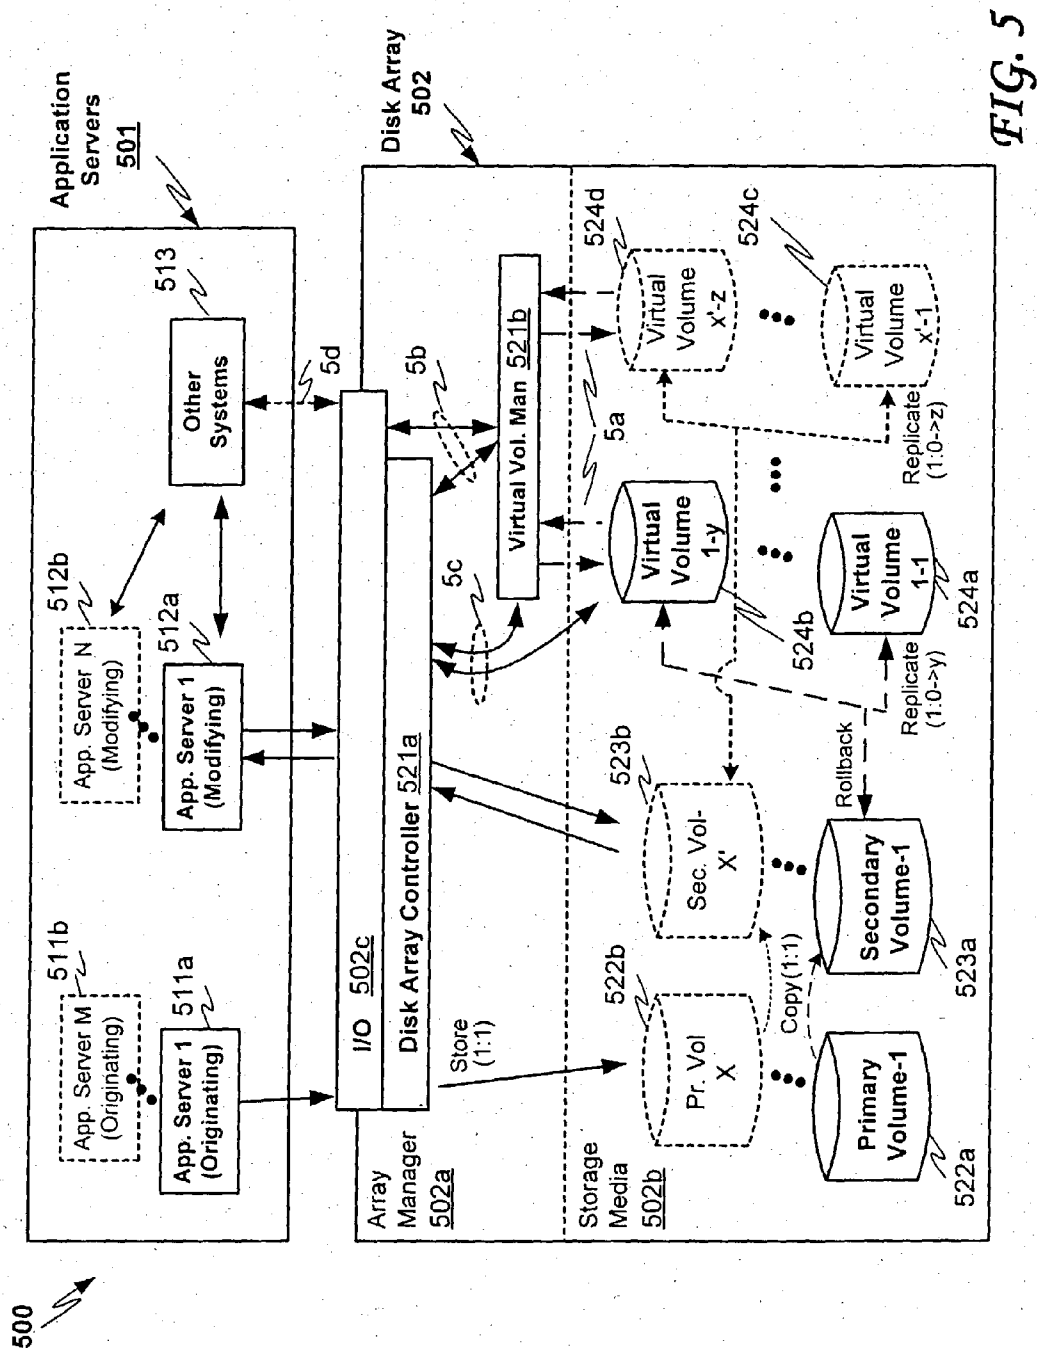 500
Application
Servers
501
App. Server M
(Originating)
511b
App. Server 1
(Originating)
511a
App. Server N
(Modifying)
512b
App. Server 1
(Modifying)
512a
Other
Systems
513
5d
Disk Array
502
I/O 502c
Disk Array Controller 521a
Array
Manager
502a
Store
(1:1)
5c
5b
Virtual Vol. Man 521b
5a
Storage
Media
502b
Pr. Vol
X
522b
Sec. Vol-
X'
523b
Virtual
Volume
1-y
524b
Virtual
Volume
x'-z
524d
Copy(1:1)
Rollback
Replicate
(1:0->y)
Replicate
(1:0->z)
Primary
Volume-1
522a
Secondary
Volume-1
523a
Virtual
Volume
1-1
524a
Virtual
Volume
x'-1
524c
FIG. 5